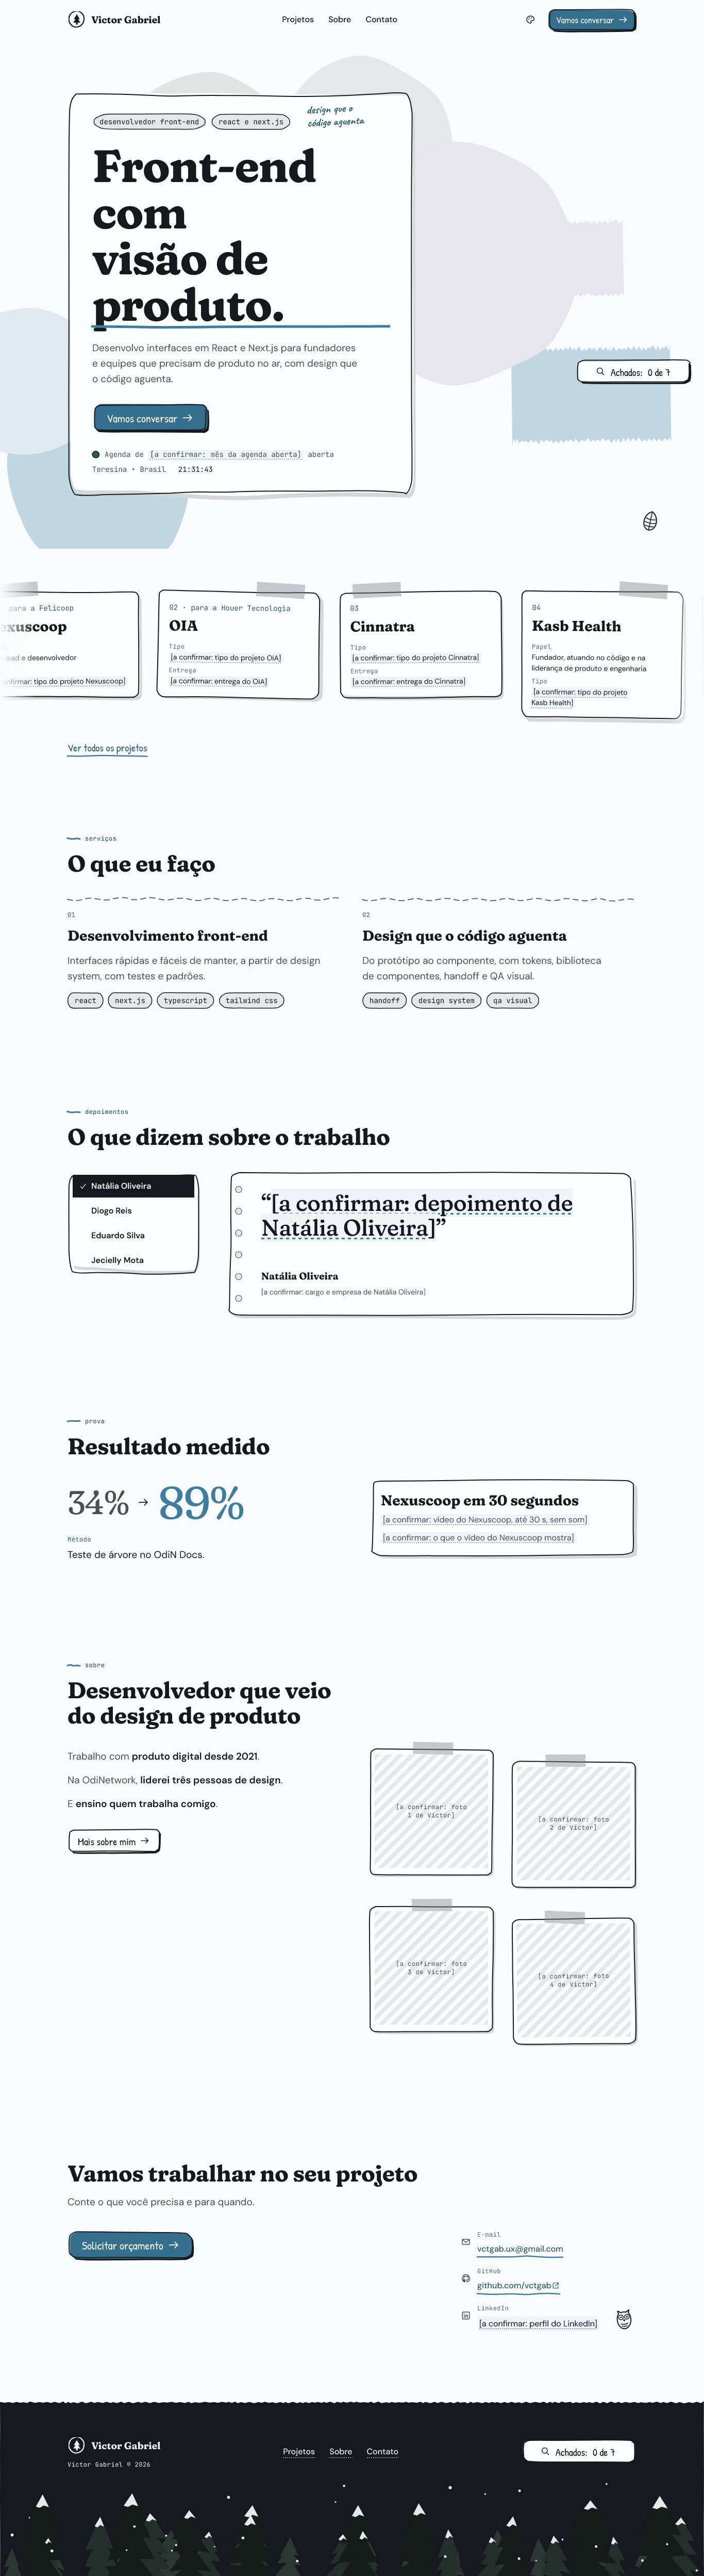 Victor Gabriel
Projetos Sobre Contato
Vamos conversar
desenvolvedor front-end
react e next.js
design que o
código aguenta
Front-end
com
visão de
produto.
Desenvolvo interfaces em React e Next.js para fundadores
e equipes que precisam de produto no ar, com design que
o código aguenta.
Vamos conversar
Agenda de [a confirmar: mês da agenda aberta] aberta
Teresina • Brasil 21:31:43
Achados: 0 de 7
para a Felicoop
exuscoop
lead e desenvolvedor
nfirmar: tipo do projeto Nexuscoop]
02 · para a Houer Tecnologia
OIA
Tipo
[a confirmar: tipo do projeto OIA]
Entrega
[a confirmar: entrega do OIA]
03
Cinnatra
Tipo
[a confirmar: tipo do projeto Cinnatra]
Entrega
[a confirmar: entrega do Cinnatra]
04
Kasb Health
Papel
Fundador, atuando no código e na
liderança de produto e engenharia
Tipo
[a confirmar: tipo do projeto
Kasb Health]
Ver todos os projetos
serviços
O que eu faço
01
Desenvolvimento front-end
Interfaces rápidas e fáceis de manter, a partir de design
system, com testes e padrões.
react next.js typescript tailwind css
02
Design que o código aguenta
Do protótipo ao componente, com tokens, biblioteca
de componentes, handoff e QA visual.
handoff design system qa visual
depoimentos
O que dizem sobre o trabalho
Natália Oliveira
Diogo Reis
Eduardo Silva
Jecielly Mota
“[a confirmar: depoimento de
Natália Oliveira]”
Natália Oliveira
[a confirmar: cargo e empresa de Natália Oliveira]
prova
Resultado medido
34% → 89%
Método
Teste de árvore no OdiN Docs.
Nexuscoop em 30 segundos
[a confirmar: vídeo do Nexuscoop, até 30 s, sem som]
[a confirmar: o que o vídeo do Nexuscoop mostra]
sobre
Desenvolvedor que veio
do design de produto
Trabalho com produto digital desde 2021.
Na OdiNetwork, liderei três pessoas de design.
E ensino quem trabalha comigo.
Mais sobre mim
[a confirmar: foto
1 de Victor]
[a confirmar: foto
2 de Victor]
[a confirmar: foto
3 de Victor]
[a confirmar: foto
4 de Victor]
Vamos trabalhar no seu projeto
Conte o que você precisa e para quando.
Solicitar orçamento
E-mail
vctgab.ux@gmail.com
GitHub
github.com/vctgab
LinkedIn
[a confirmar: perfil do LinkedIn]
Victor Gabriel
Victor Gabriel © 2026
Projetos Sobre Contato
Achados: 0 de 7